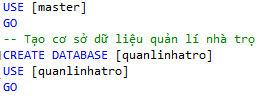 USE [master]
GO
-- Tạo cơ sở dữ liệu quản lí nhà trọ
CREATE DATABASE [quanlinhatro]
USE [quanlinhatro]
GO